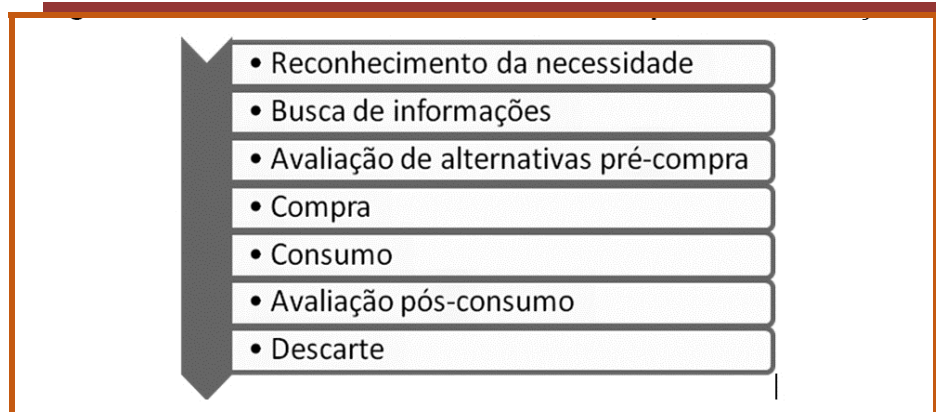 • Reconhecimento da necessidade
• Busca de informações
• Avaliação de alternativas pré-compra
• Compra
• Consumo
• Avaliação pós-consumo
• Descarte